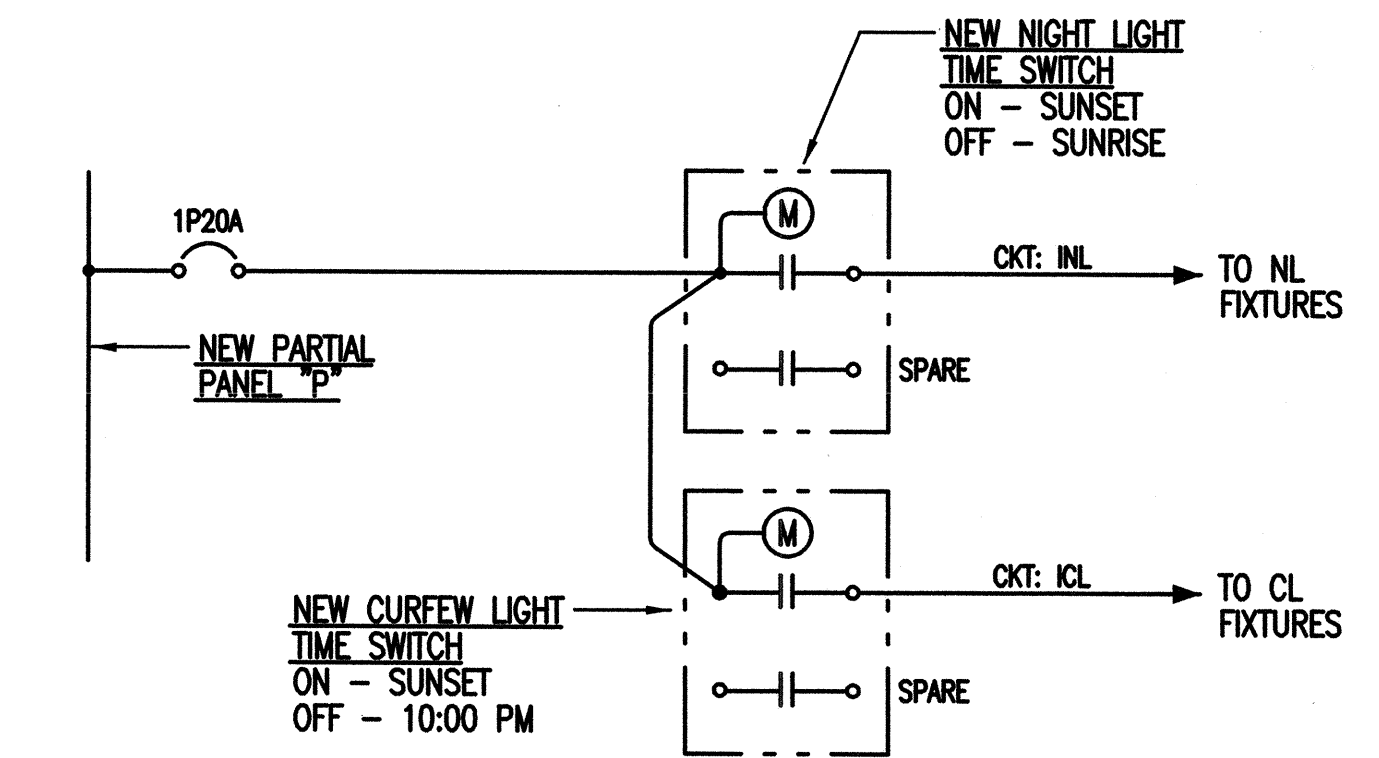 NEW NIGHT LIGHT
TIME SWITCH
ON - SUNSET
OFF - SUNRISE
1P20A
M
CKT: INL
TO NL
FIXTURES
NEW PARTIAL
PANEL "P"
SPARE
M
CKT: ICL
TO CL
FIXTURES
NEW CURFEW LIGHT
TIME SWITCH
ON - SUNSET
OFF - 10:00 PM
SPARE